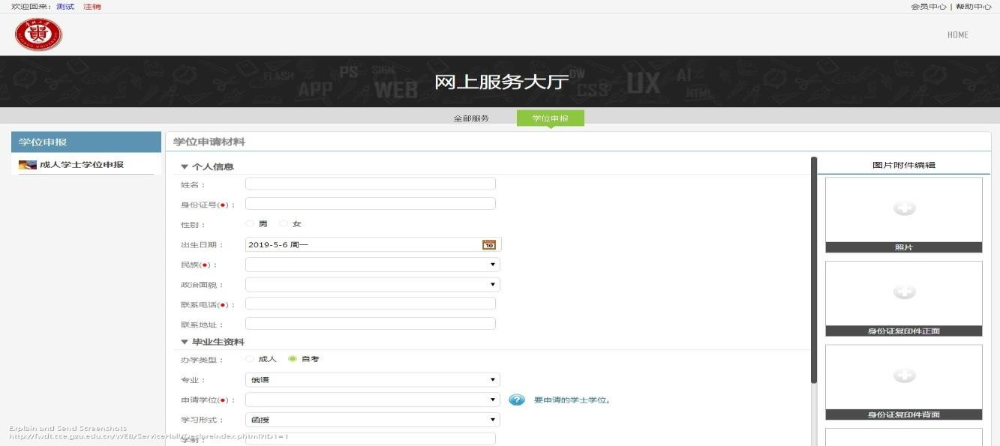 欢迎回来： 测试 注销
会员中心 | 帮助中心
HOME
FLASH
APP
PS
SIGN
WEB
网上服务大厅
DW
CSS
UX
AI
HTML
全部服务
学位申报
学位申报
成人学士学位申报
学位申请材料
▼ 个人信息
姓名：
身份证号(●)：
性别： 男 女
出生日期： 2019-5-6 周一 10
民族(●)：
政治面貌：
联系电话(●)：
联系地址：
▼ 毕业生资料
办学类型： 成人 自考
专业： 俄语
申请学位(●)： ? 要申请的学士学位。
学习形式： 函授
学制：
图片附件编辑
照片
身份证复印件正面
身份证复印件背面
Explain and Send Screenshots
http://fwdt.cce.gzu.edu.cn/WEB/ServiceHall/Declareindex.phtml?ID1=1